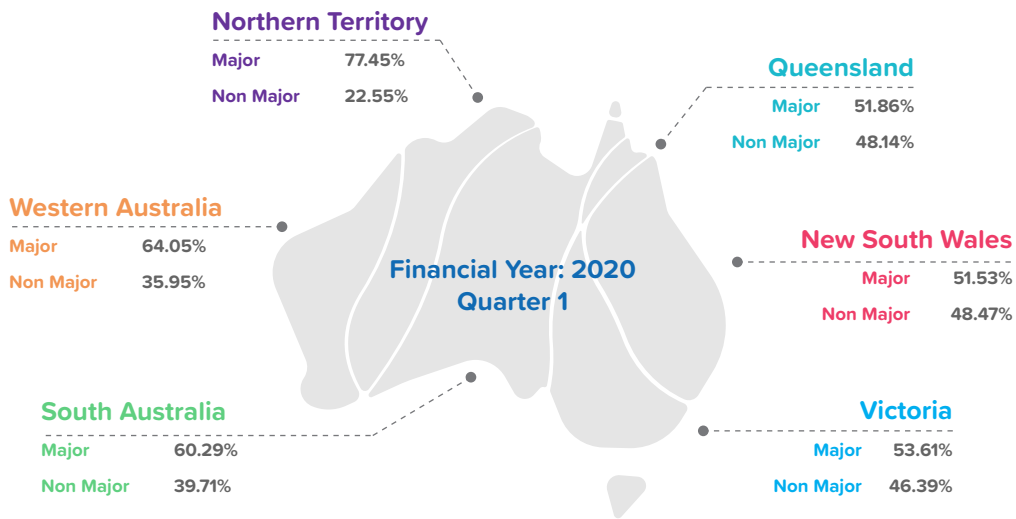 Northern Territory
Major 77.45%
Non Major 22.55%
Queensland
Major 51.86%
Non Major 48.14%
Western Australia
Major 64.05%
Non Major 35.95%
New South Wales
Major 51.53%
Non Major 48.47%
Financial Year: 2020
Quarter 1
South Australia
Major 60.29%
Non Major 39.71%
Victoria
Major 53.61%
Non Major 46.39%